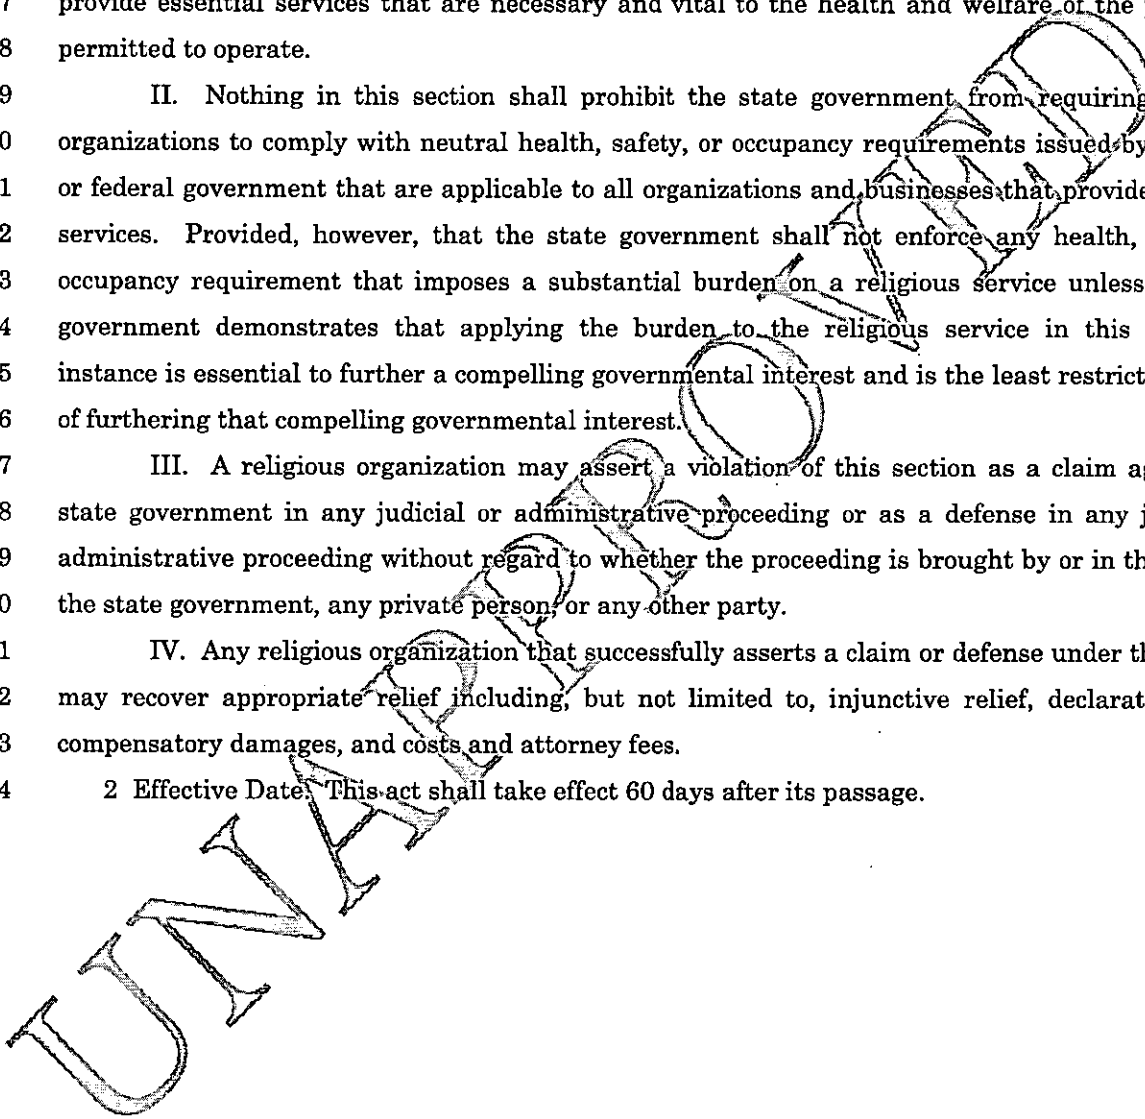 7 provide essential services that are necessary and vital to the health and welfare of the
8 permitted to operate.
9 II. Nothing in this section shall prohibit the state government from requiring
0 organizations to comply with neutral health, safety, or occupancy requirements issued by
1 or federal government that are applicable to all organizations and businesses that provide
2 services. Provided, however, that the state government shall not enforce any health,
3 occupancy requirement that imposes a substantial burden on a religious service unless
4 government demonstrates that applying the burden to the religious service in this
5 instance is essential to further a compelling governmental interest and is the least restrict
6 of furthering that compelling governmental interest.
7 III. A religious organization may assert a violation of this section as a claim ag
8 state government in any judicial or administrative proceeding or as a defense in any j
9 administrative proceeding without regard to whether the proceeding is brought by or in th
0 the state government, any private person, or any other party.
1 IV. Any religious organization that successfully asserts a claim or defense under th
2 may recover appropriate relief including, but not limited to, injunctive relief, declarat
3 compensatory damages, and costs and attorney fees.
4 2 Effective Date. This act shall take effect 60 days after its passage.
UNAPPROVED